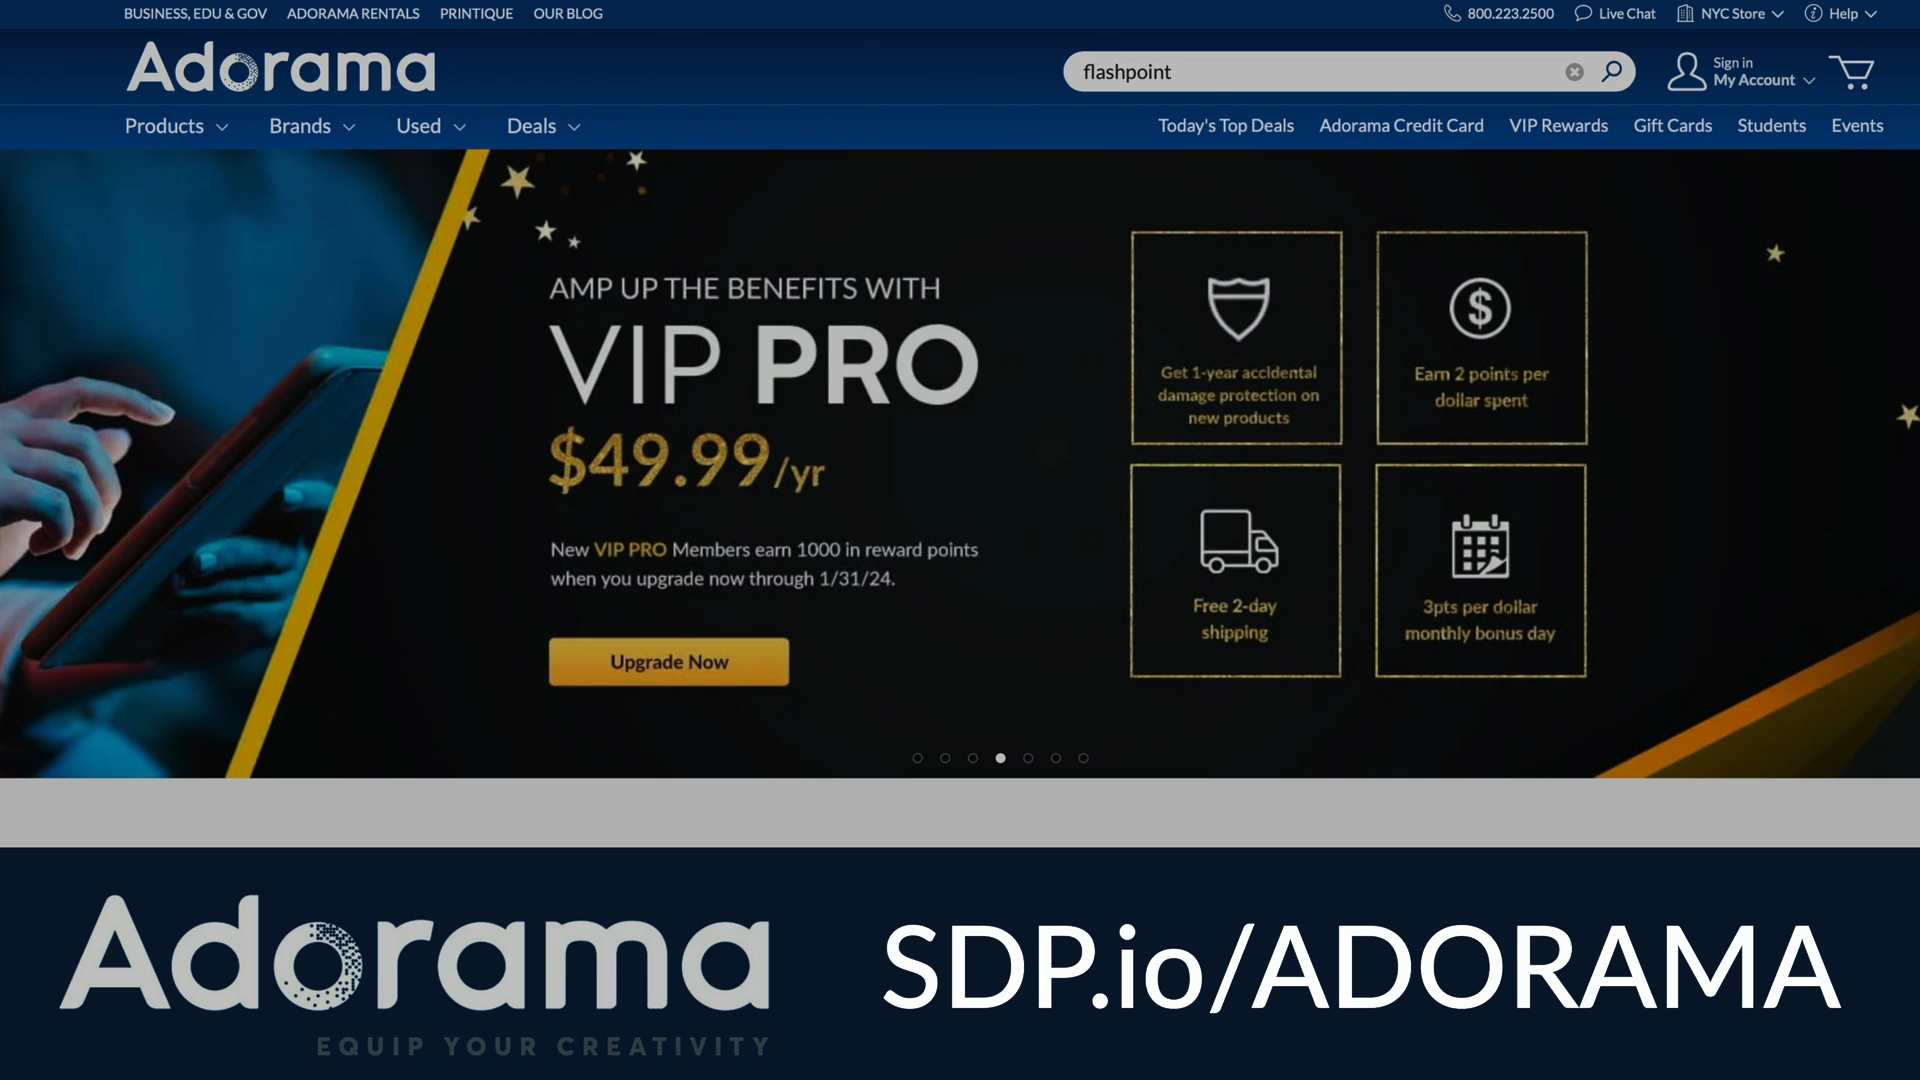 BUSINESS, EDU & GOV ADORAMA RENTALS PRINTIQUE OUR BLOG
800.223.2500 Live Chat NYC Store Help
Adorama
flashpoint
Sign in
My Account
Products Brands Used Deals
Today's Top Deals Adorama Credit Card VIP Rewards Gift Cards Students Events
AMP UP THE BENEFITS WITH
VIP PRO
$49.99/yr
New VIP PRO Members earn 1000 in reward points
when you upgrade now through 1/31/24.
Upgrade Now
Get 1-year accidental
damage protection on
new products
Earn 2 points per
dollar spent
Free 2-day
shipping
3pts per dollar
monthly bonus day
Adorama
EQUIP YOUR CREATIVITY
SDP.io/ADORAMA